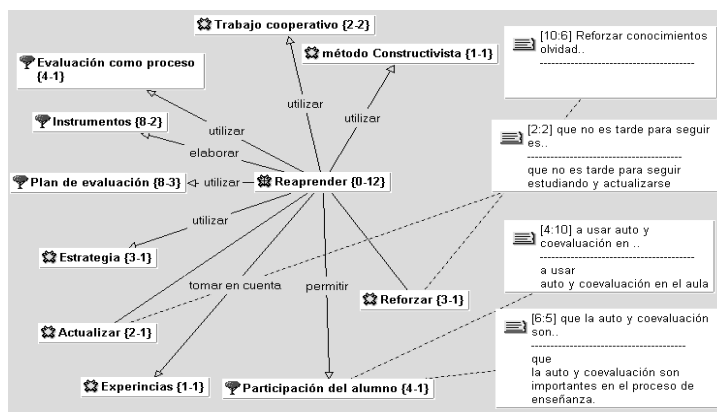 Trabajo cooperativo {2-2}
método Constructivista {1-1}
Evaluación como proceso
{4-1}
utilizar
utilizar
Instrumentos {8-2}
utilizar
elaborar
Plan de evaluación {8-3}
utilizar
Reaprender {0-12}
utilizar
Estrategia {3-1}
tomar en cuenta
permitir
Reforzar {3-1}
Actualizar {2-1}
Experincias {1-1}
Participación del alumno {4-1}
[10:6] Reforzar conocimientos
olvidad..
[2:2] que no es tarde para seguir
es..
que no es tarde para seguir
estudiando y actualizarse
[4:10] a usar auto y
coevaluación en ..
a usar
auto y coevaluación en el aula
[6:5] que la auto y coevaluación
son..
que
la auto y coevaluación son
importantes en el proceso de
enseñanza.